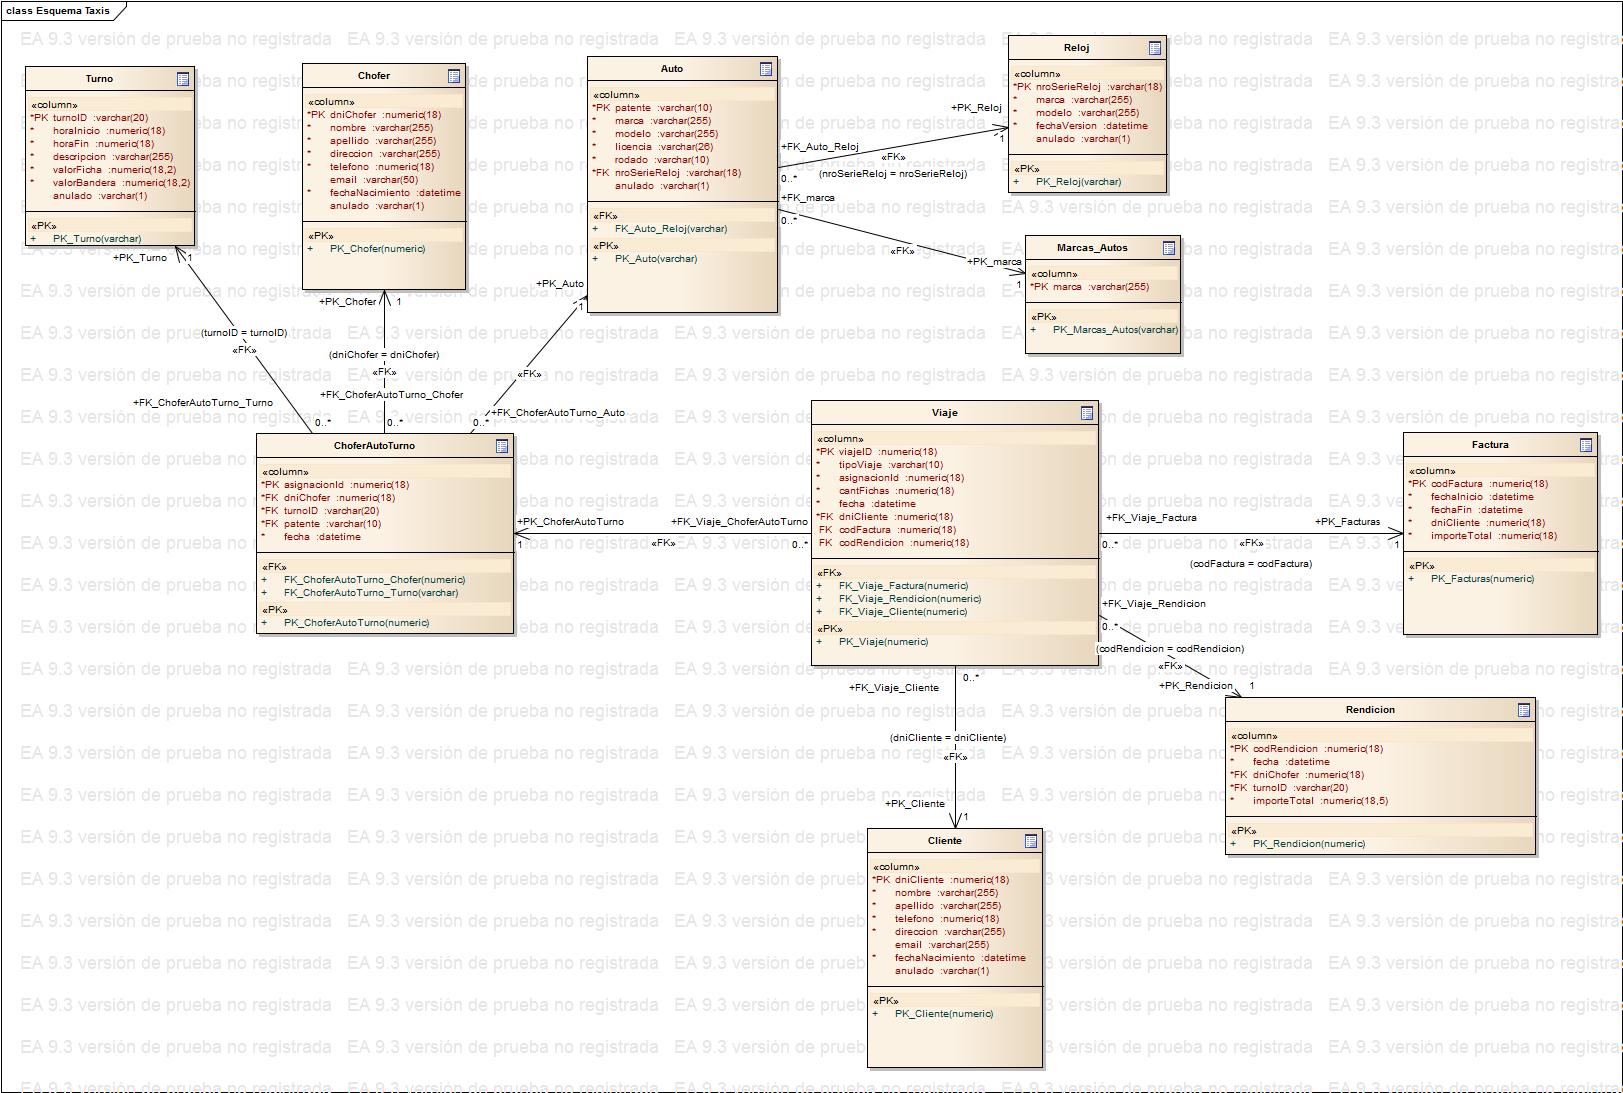 class Esquema Taxis
EA 9.3 versión de prueba no registrada
Turno
«column»
*PK turnoID :varchar(20)
* horaInicio :numeric(18)
* horaFin :numeric(18)
* descripcion :varchar(255)
* valorFicha :numeric(18,2)
* valorBandera :numeric(18,2)
* anulado :varchar(1)
«PK»
+ PK_Turno(varchar)
Chofer
«column»
*PK dniChofer :numeric(18)
* nombre :varchar(255)
* apellido :varchar(255)
* direccion :varchar(255)
* telefono :numeric(18)
email :varchar(50)
* fechaNacimiento :datetime
anulado :varchar(1)
«PK»
+ PK_Chofer(numeric)
Auto
«column»
*PK patente :varchar(10)
* marca :varchar(255)
* modelo :varchar(255)
* licencia :varchar(26)
* rodado :varchar(10)
*FK nroSerieReloj :varchar(18)
anulado :varchar(1)
«FK»
+ FK_Auto_Reloj(varchar)
«PK»
+ PK_Auto(varchar)
Reloj
«column»
*PK nroSerieReloj :varchar(18)
* marca :varchar(255)
* modelo :varchar(255)
* fechaVersion :datetime
* anulado :varchar(1)
«PK»
+ PK_Reloj(varchar)
+PK_Reloj
1
+FK_Auto_Reloj
«FK»
0..*
(nroSerieReloj = nroSerieReloj)
+FK_marca
0..*
«FK»
+PK_marca
1
Marcas_Autos
«column»
*PK marca :varchar(255)
«PK»
+ PK_Marcas_Autos(varchar)
+PK_Turno
1
(turnoID = turnoID)
«FK»
+FK_ChoferAutoTurno_Turno
0..*
+PK_Chofer
1
(dniChofer = dniChofer)
«FK»
+FK_ChoferAutoTurno_Chofer
0..*
+PK_Auto
1
«FK»
+FK_ChoferAutoTurno_Auto
0..*
ChoferAutoTurno
«column»
*PK asignacionId :numeric(18)
*FK dniChofer :numeric(18)
*FK turnoID :varchar(20)
*FK patente :varchar(10)
* fecha :datetime
«FK»
+ FK_ChoferAutoTurno_Chofer(numeric)
+ FK_ChoferAutoTurno_Turno(varchar)
«PK»
+ PK_ChoferAutoTurno(numeric)
+PK_ChoferAutoTurno
1
«FK»
+FK_Viaje_ChoferAutoTurno
0..*
Viaje
«column»
*PK viajeID :numeric(18)
* tipoViaje :varchar(10)
* asignacionId :numeric(18)
* cantFichas :numeric(18)
* fecha :datetime
*FK dniCliente :numeric(18)
FK codFactura :numeric(18)
FK codRendicion :numeric(18)
«FK»
+ FK_Viaje_Factura(numeric)
+ FK_Viaje_Rendicion(numeric)
+ FK_Viaje_Cliente(numeric)
«PK»
+ PK_Viaje(numeric)
+FK_Viaje_Factura
0..*
«FK»
(codFactura = codFactura)
+PK_Facturas
1
Factura
«column»
*PK codFactura :numeric(18)
* fechaInicio :datetime
* fechaFin :datetime
* dniCliente :numeric(18)
* importeTotal :numeric(18)
«PK»
+ PK_Facturas(numeric)
+FK_Viaje_Rendicion
0..*
(codRendicion = codRendicion)
«FK»
+PK_Rendicion
1
Rendicion
«column»
*PK codRendicion :numeric(18)
* fecha :datetime
*FK dniChofer :numeric(18)
*FK turnoID :varchar(20)
* importeTotal :numeric(18,5)
«PK»
+ PK_Rendicion(numeric)
0..*
+FK_Viaje_Cliente
(dniCliente = dniCliente)
«FK»
+PK_Cliente
1
Cliente
«column»
*PK dniCliente :numeric(18)
* nombre :varchar(255)
* apellido :varchar(255)
* telefono :numeric(18)
* direccion :varchar(255)
email :varchar(255)
* fechaNacimiento :datetime
anulado :varchar(1)
«PK»
+ PK_Cliente(numeric)